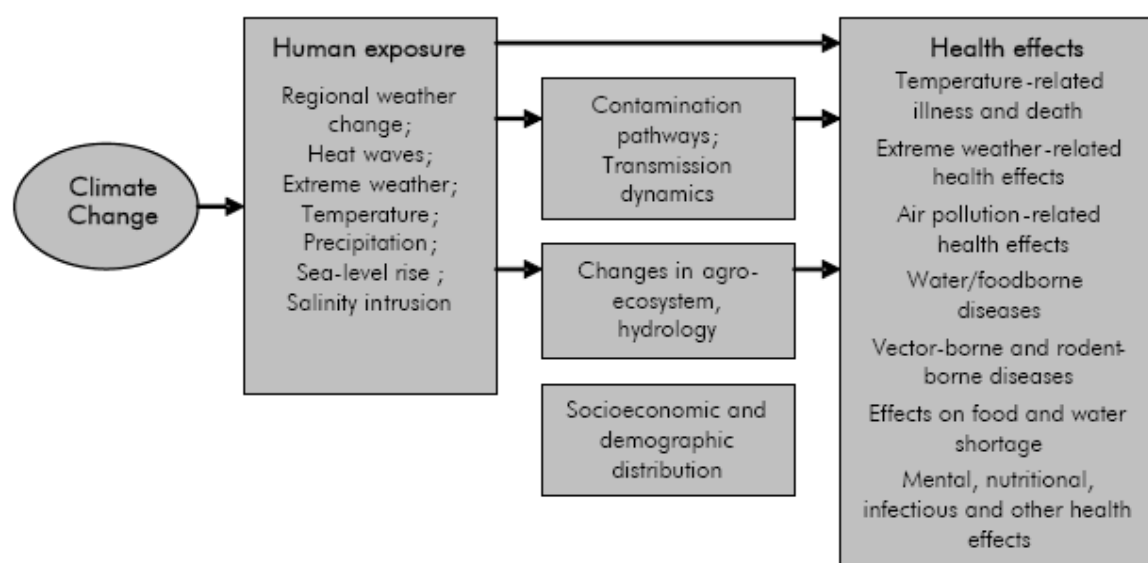 Climate
Change
Human exposure
Regional weather
change;
Heat waves;
Extreme weather;
Temperature;
Precipitation;
Sea-level rise ;
Salinity intrusion
Contamination
pathways;
Transmission
dynamics
Changes in agro-
ecosystem,
hydrology
Socioeconomic and
demographic
distribution
Health effects
Temperature-related
illness and death
Extreme weather-related
health effects
Air pollution-related
health effects
Water/foodborne
diseases
Vector-borne and rodent-
borne diseases
Effects on food and water
shortage
Mental, nutritional,
infectious and other health
effects